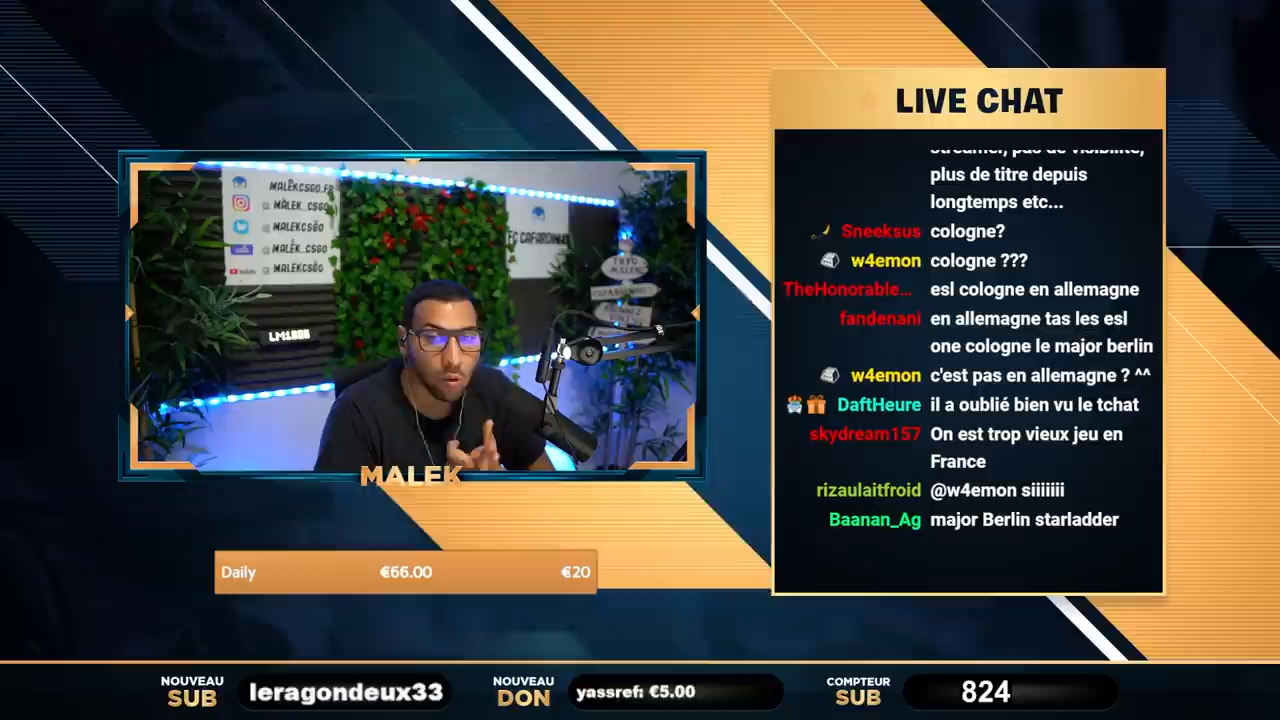 LIVE CHAT
streamer, pas de visibilité,
plus de titre depuis
longtemps etc...
Sneeksus cologne?
w4emon cologne ???
TheHonorable... esl cologne en allemagne
fandenani en allemagne tas les esl
one cologne le major berlin
w4emon c'est pas en allemagne ? ^^
DaftHeure il a oublié bien vu le tchat
skydream157 On est trop vieux jeu en
France
rizaulaitfroid @w4emon siiiiiii
Baanan_Ag major Berlin starladder
MALEKCSGO.FR
MALEK_CSGO
MALEKCSGO
MALEK_CSGO
MALEKCSGO
MALEK
Daily €66.00 €20
NOUVEAU
SUB
leragondeux33
NOUVEAU
DON
yassref: €5.00
COMPTEUR
SUB
824